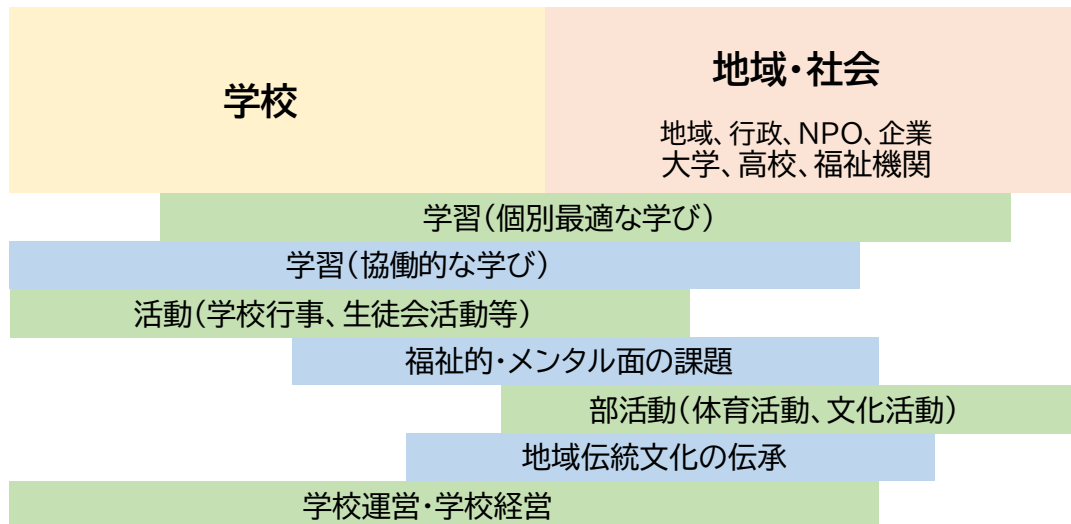 学校
地域・社会
地域、行政、NPO、企業
大学、高校、福祉機関
学習(個別最適な学び)
学習(協働的な学び)
活動(学校行事、生徒会活動等)
福祉的・メンタル面の課題
部活動(体育活動、文化活動)
地域伝統文化の伝承
学校運営・学校経営